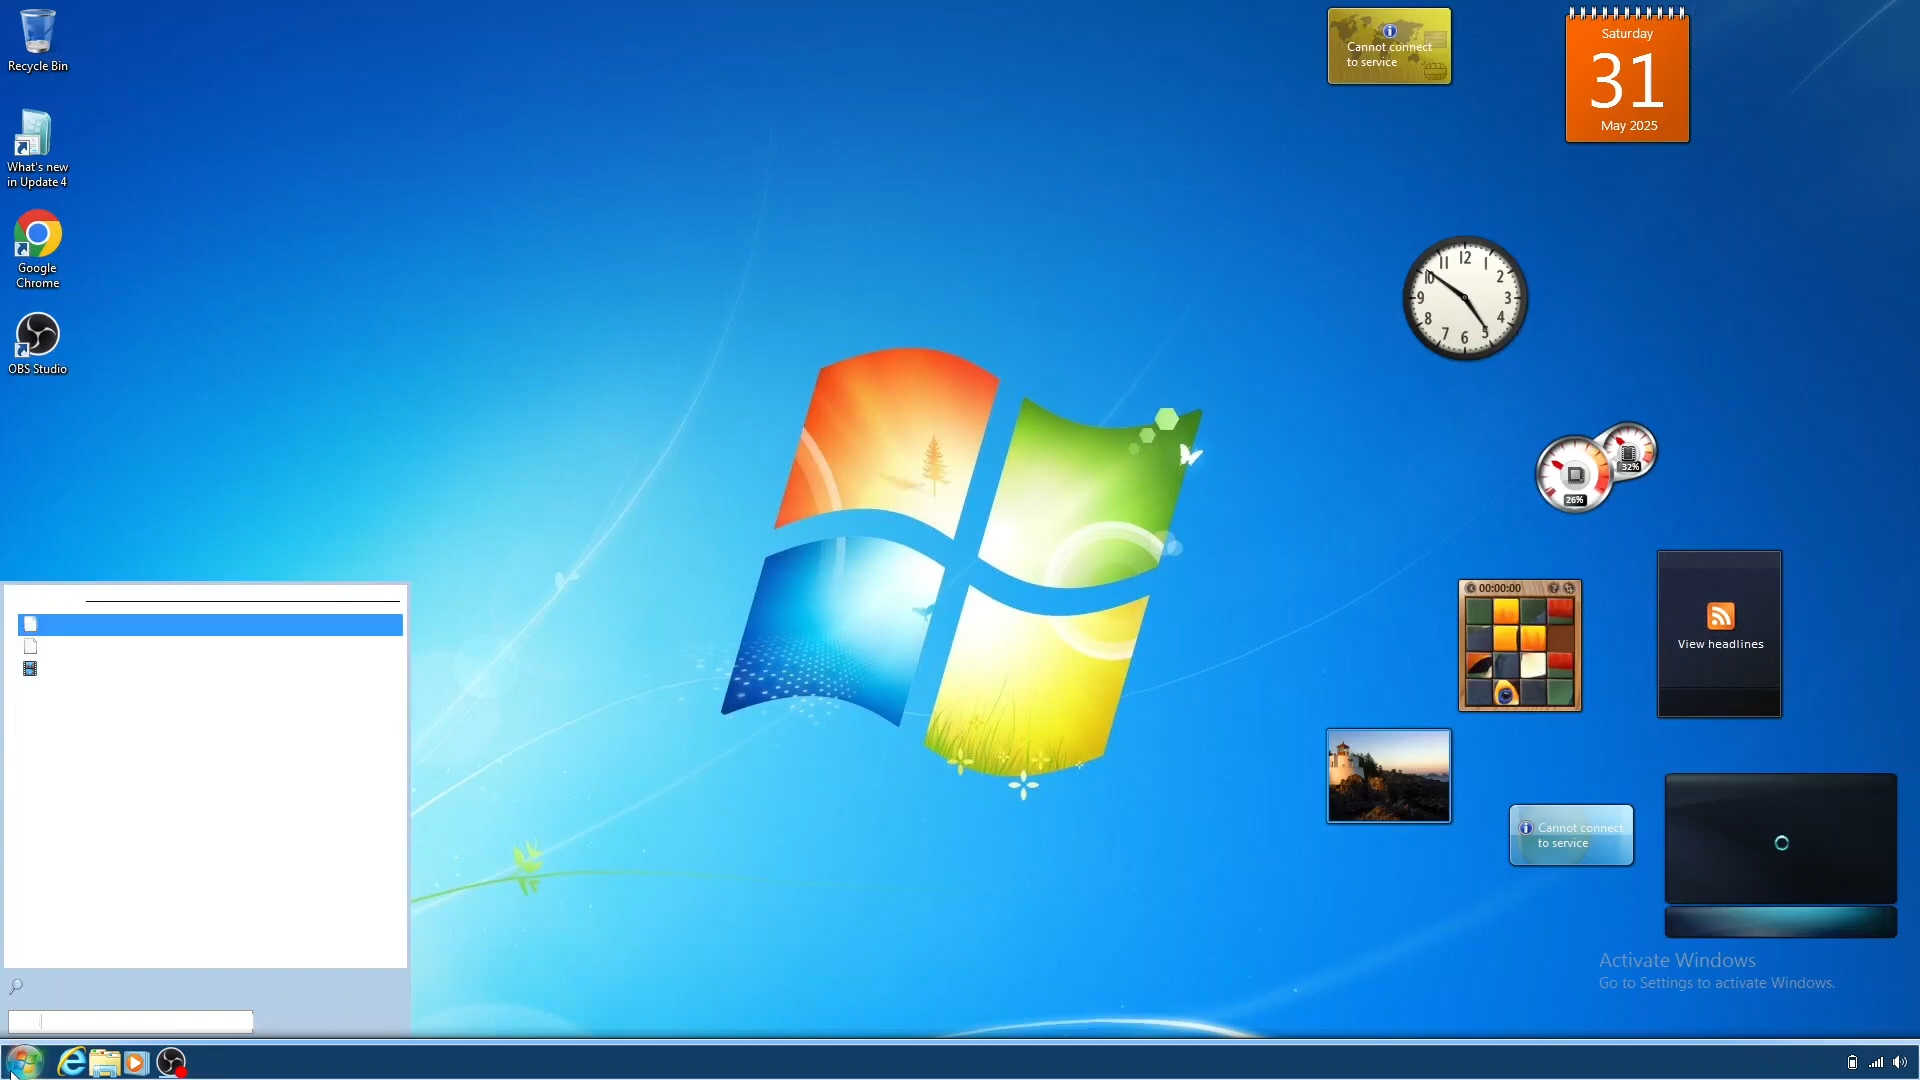 Recycle Bin
What's new
in Update 4
Google
Chrome
OBS Studio
Cannot connect
to service
Saturday
31
May 2025
12
1
2
3
4
5
6
7
8
9
10
11
32%
26%
00:00:00
View headlines
Cannot connect
to service
Activate Windows
Go to Settings to activate Windows.